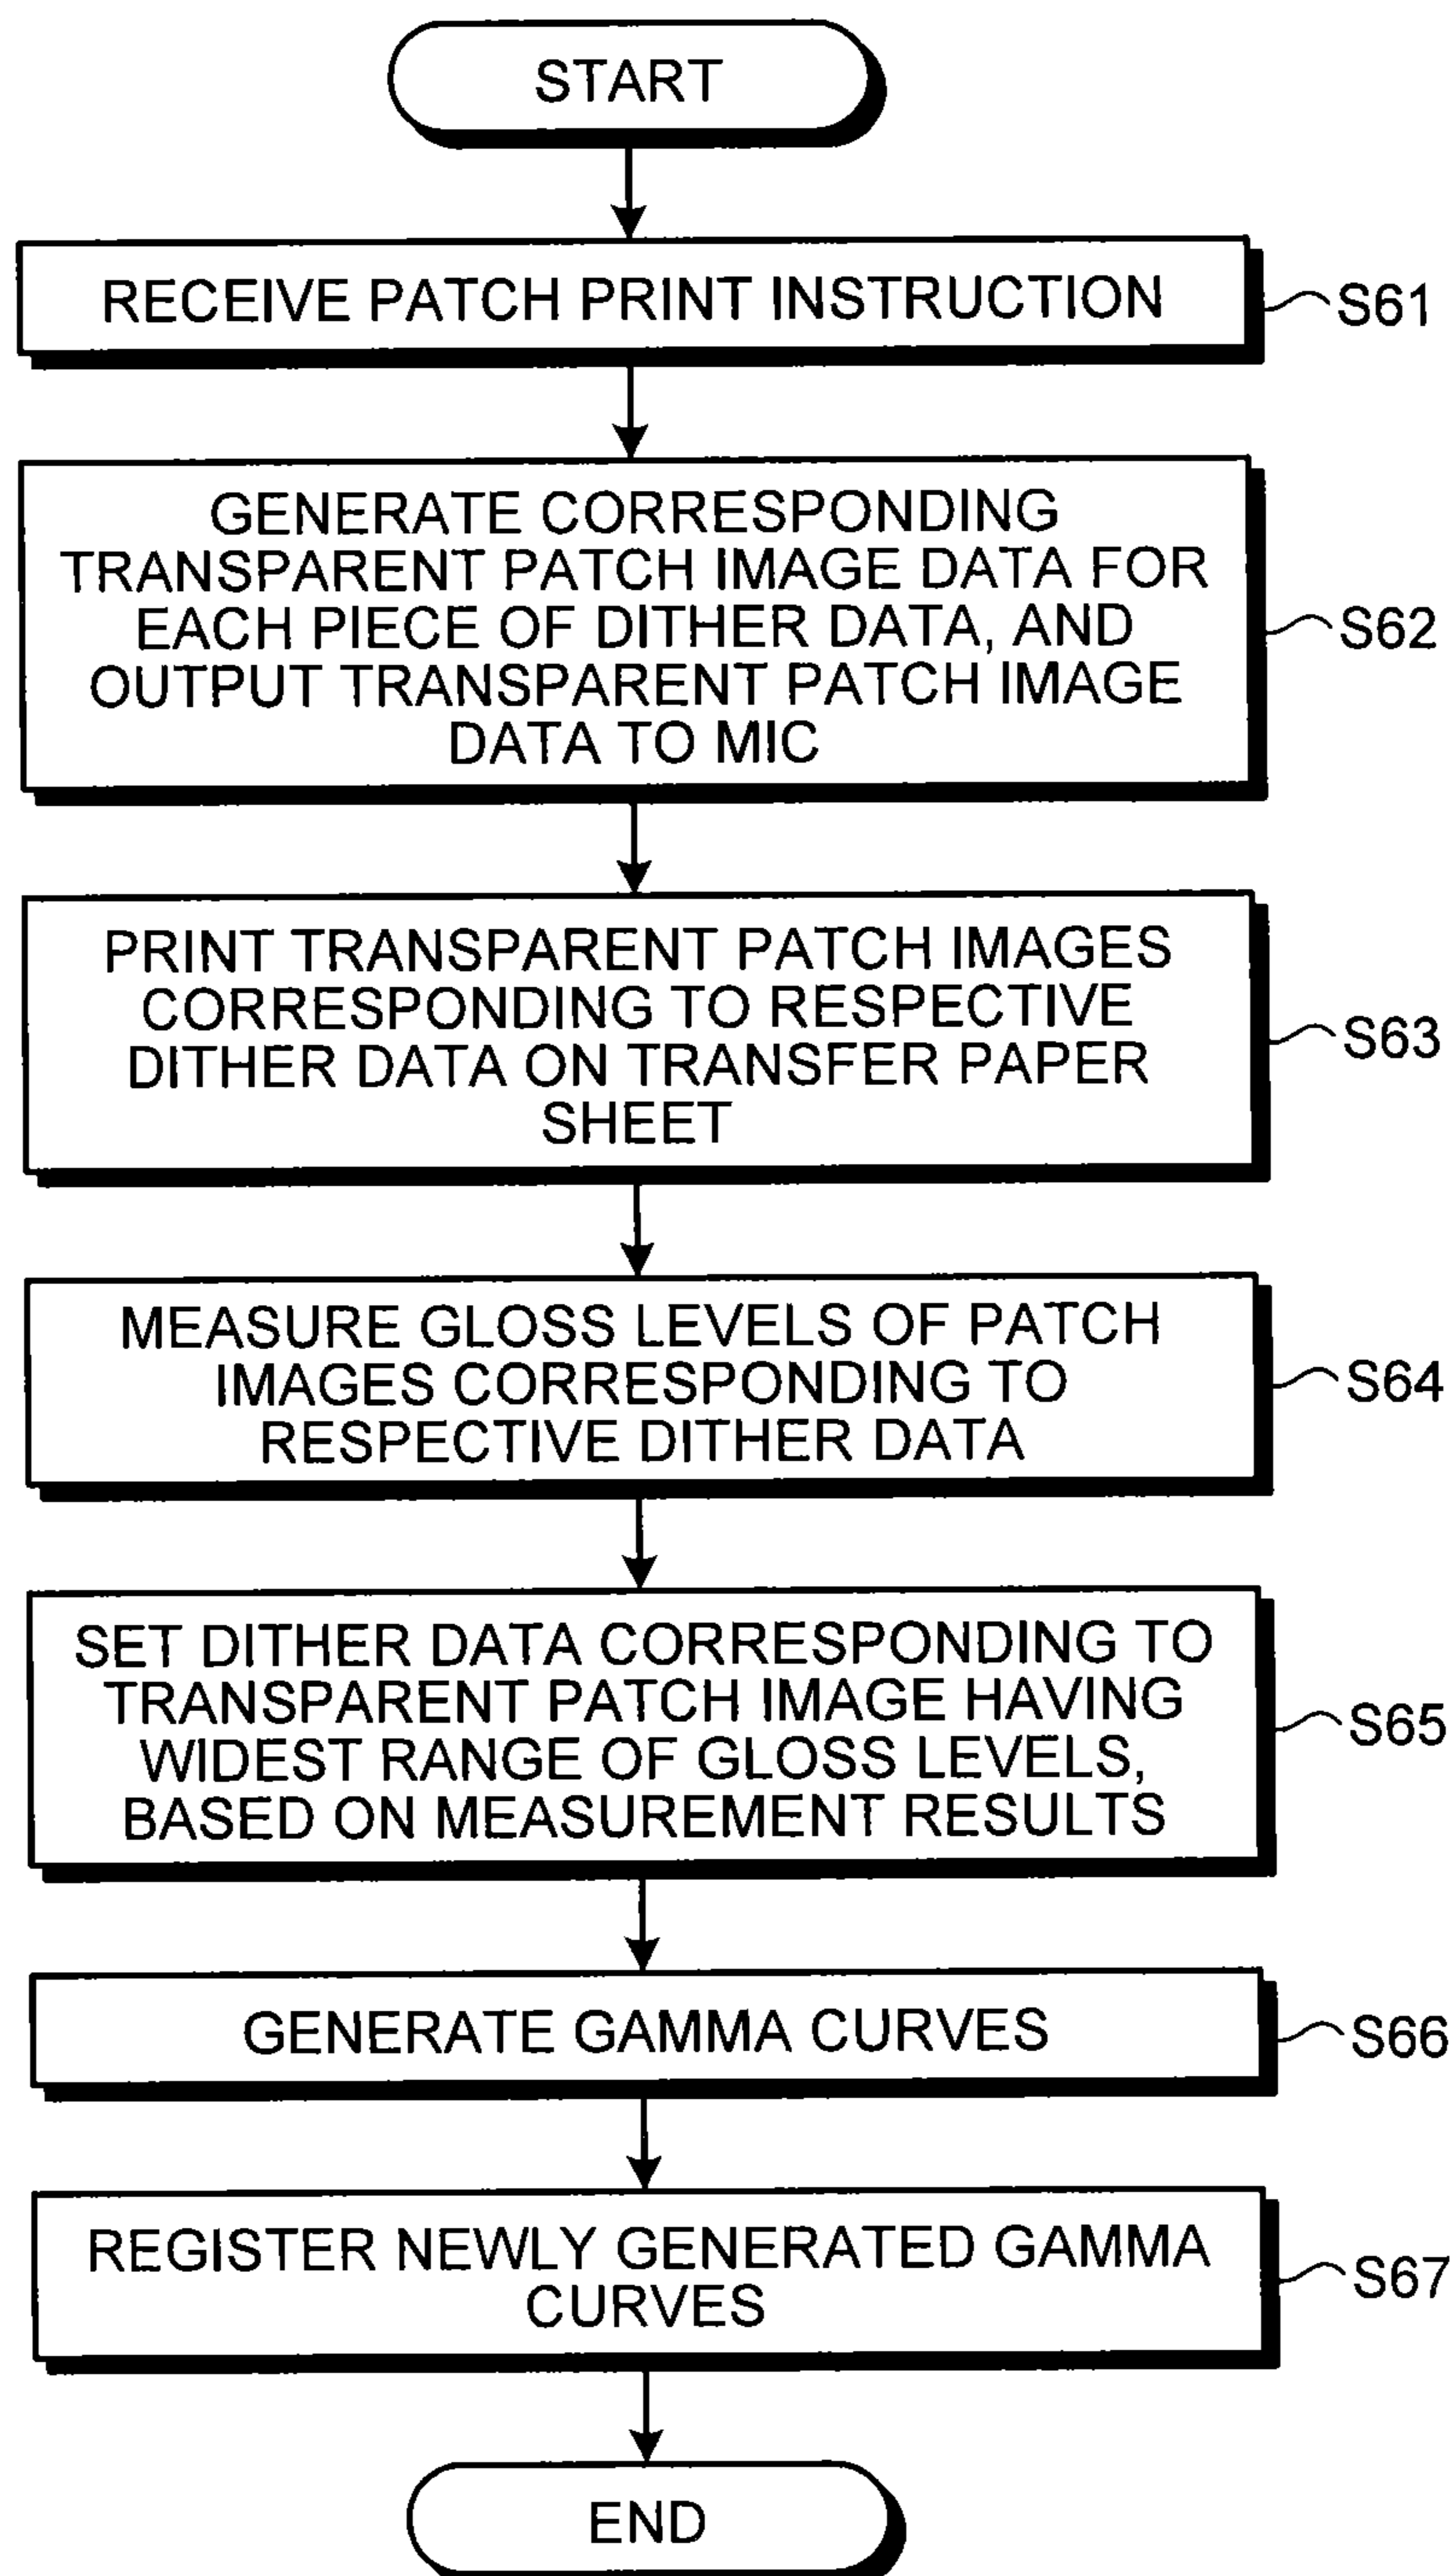 START
RECEIVE PATCH PRINT INSTRUCTION
S61
GENERATE CORRESPONDING
TRANSPARENT PATCH IMAGE DATA FOR
EACH PIECE OF DITHER DATA, AND
OUTPUT TRANSPARENT PATCH IMAGE
DATA TO MIC
S62
PRINT TRANSPARENT PATCH IMAGES
CORRESPONDING TO RESPECTIVE
DITHER DATA ON TRANSFER PAPER
SHEET
S63
MEASURE GLOSS LEVELS OF PATCH
IMAGES CORRESPONDING TO
RESPECTIVE DITHER DATA
S64
SET DITHER DATA CORRESPONDING TO
TRANSPARENT PATCH IMAGE HAVING
WIDEST RANGE OF GLOSS LEVELS,
BASED ON MEASUREMENT RESULTS
S65
GENERATE GAMMA CURVES
S66
REGISTER NEWLY GENERATED GAMMA
CURVES
S67
END